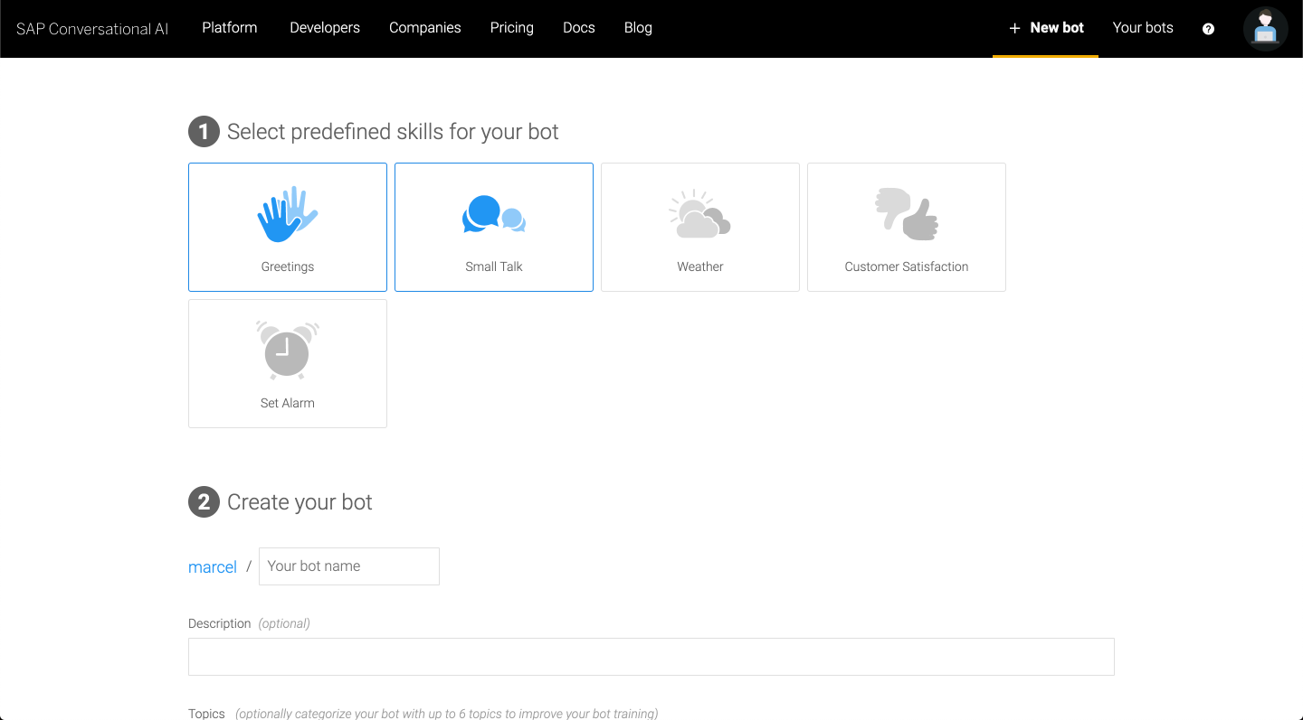 SAP Conversational AI Platform Developers Companies Pricing Docs Blog + New bot Your bots ?
1 Select predefined skills for your bot
Greetings Small Talk Weather Customer Satisfaction
Set Alarm
2 Create your bot
marcel / Your bot name
Description (optional)
Topics (optionally categorize your bot with up to 6 topics to improve your bot training)